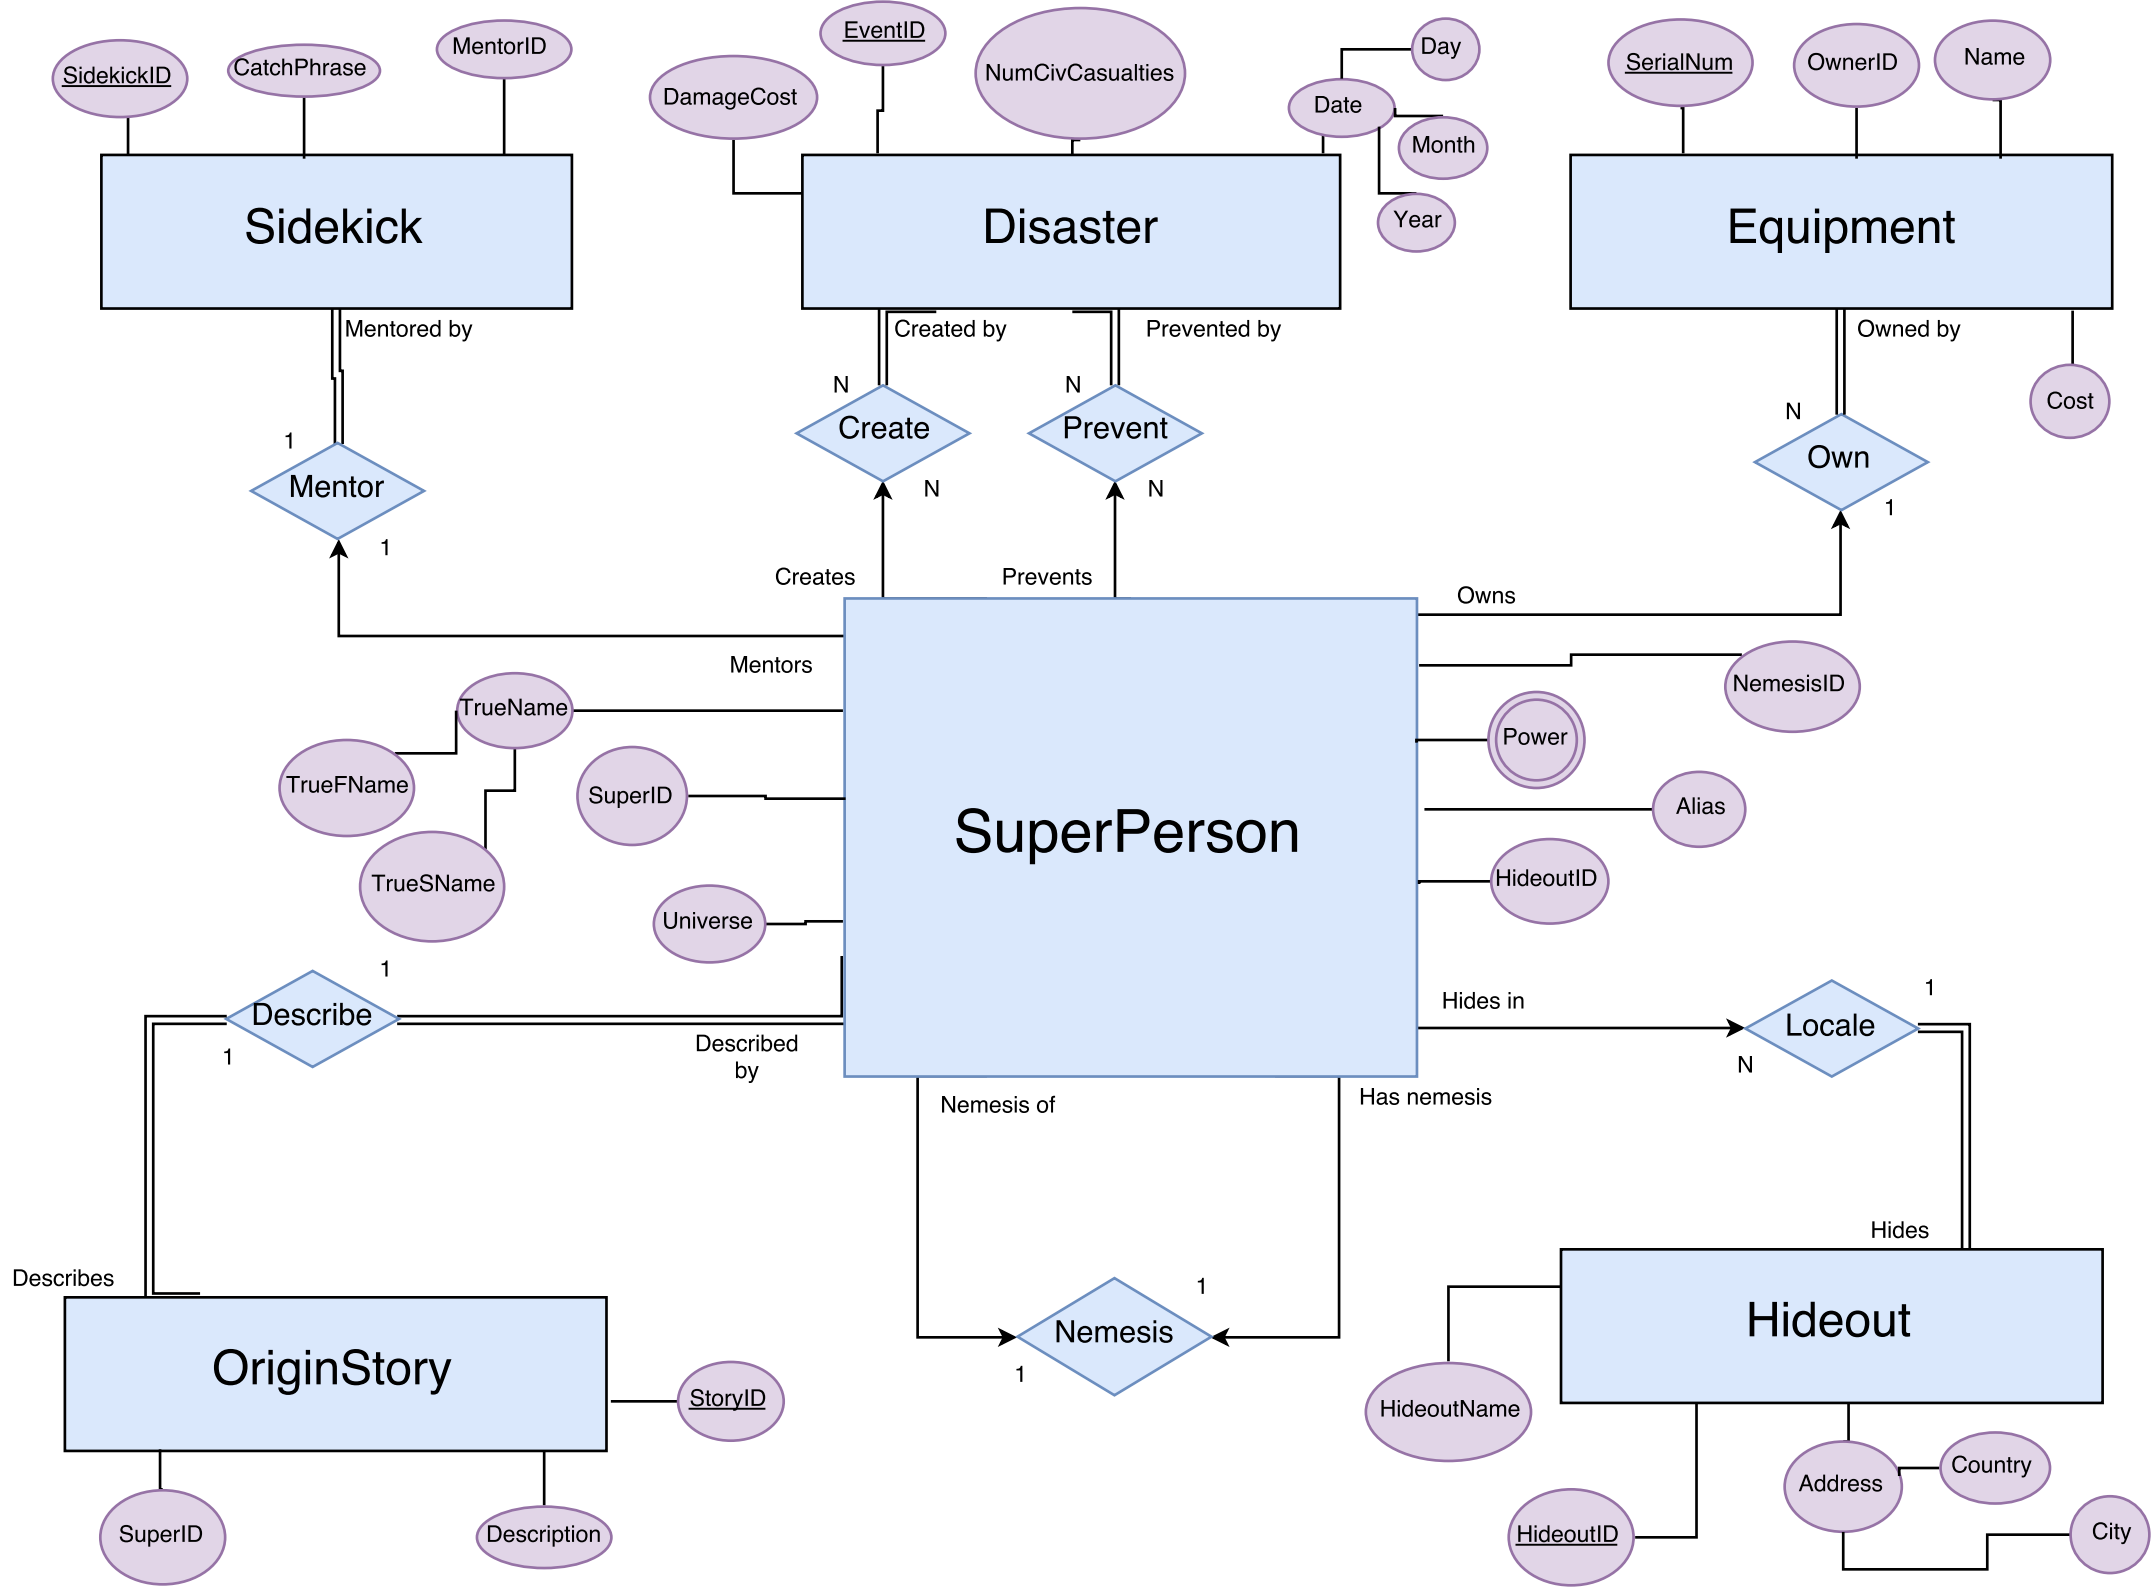 EventID
MentorID
Day
SidekickID
CatchPhrase
DamageCost
NumCivCasualties
Date
SerialNum
OwnerID
Name
Month
Year
Sidekick
Disaster
Equipment
Mentored by
Created by
Prevented by
Owned by
N
N
N
Cost
1
Create
Prevent
Own
Mentor
N
N
1
1
Creates
Prevents
Owns
Mentors
NemesisID
TrueName
Power
TrueFName
SuperID
Alias
SuperPerson
TrueSName
HideoutID
Universe
1
Describe
Hides in
1
Locale
1
Described
by
N
Nemesis of
Has nemesis
Hides
Describes
1
Nemesis
1
Hideout
OriginStory
StoryID
HideoutName
Address
Country
SuperID
Description
HideoutID
City